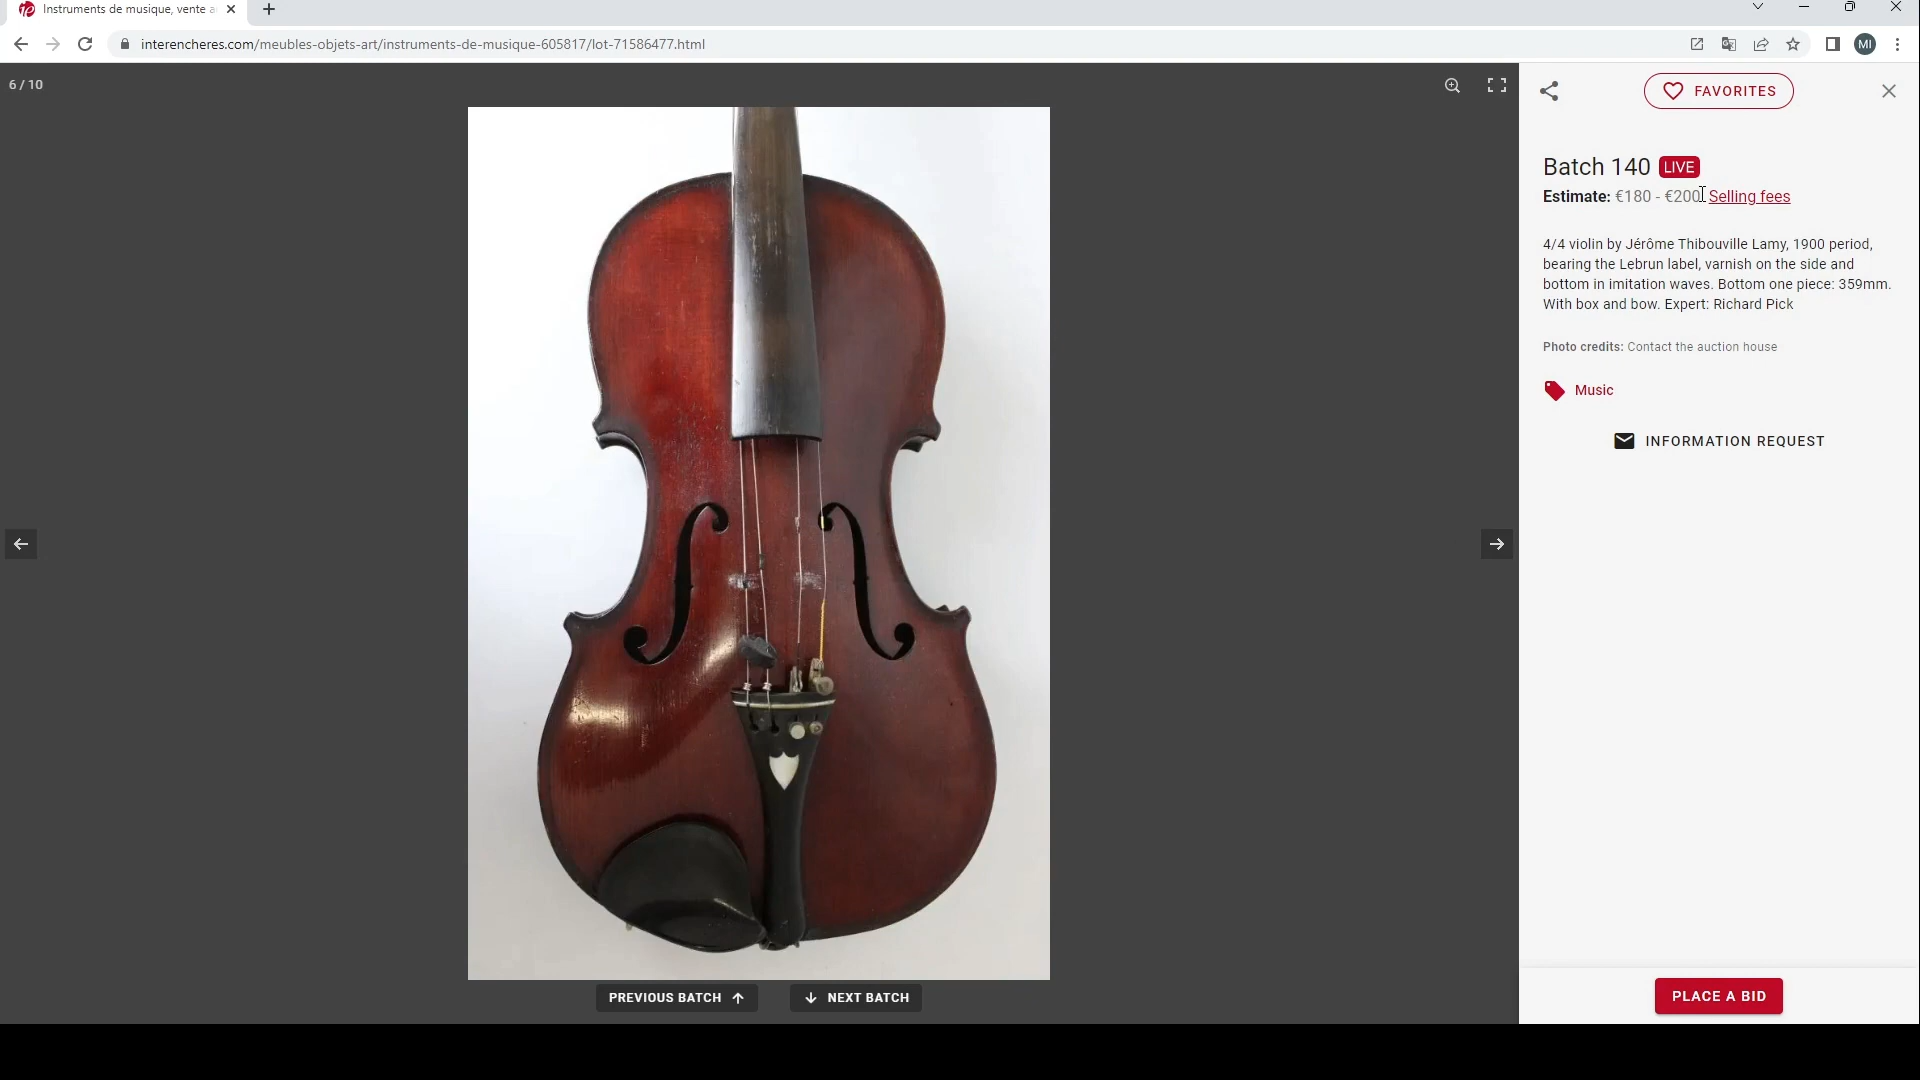 Instruments de musique, vente a
interencheres.com/meubles-objets-art/instruments-de-musique-605817/lot-71586477.html
MI
6 / 10
FAVORITES
Batch 140 LIVE
Estimate: €180 - €200 Selling fees
4/4 violin by Jérôme Thibouville Lamy, 1900 period,
bearing the Lebrun label, varnish on the side and
bottom in imitation waves. Bottom one piece: 359mm.
With box and bow. Expert: Richard Pick
Photo credits: Contact the auction house
Music
INFORMATION REQUEST
PREVIOUS BATCH
NEXT BATCH
PLACE A BID